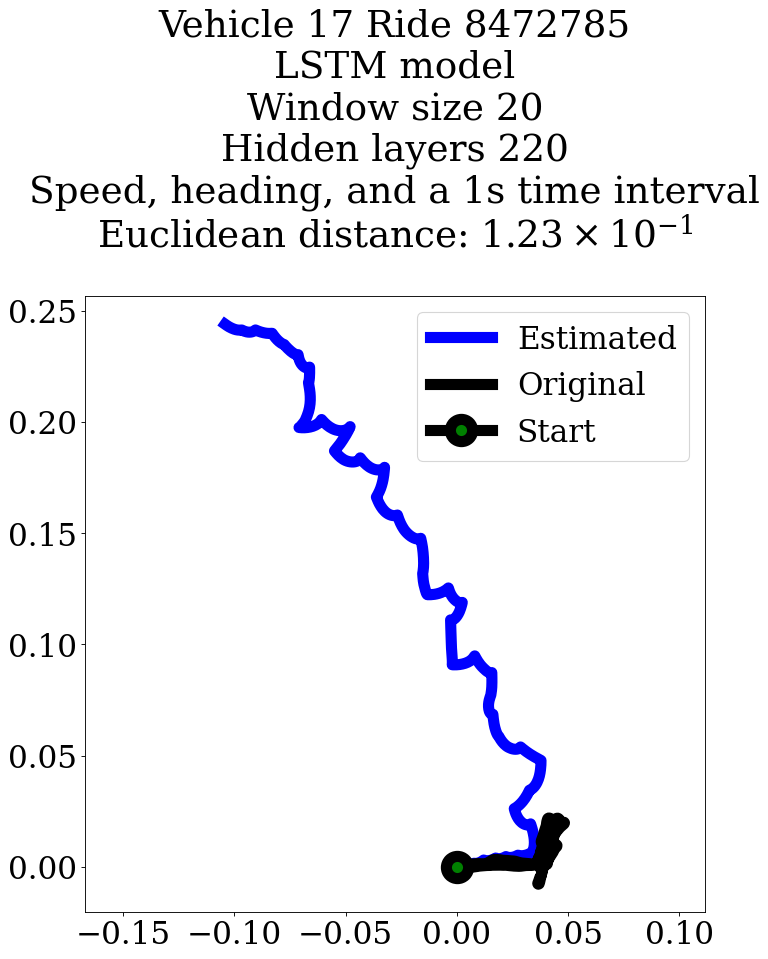 Vehicle 17 Ride 8472785
LSTM model
Window size 20
Hidden layers 220
Speed, heading, and a 1s time interval
Euclidean distance: 1.23 × 10⁻¹
Estimated
Original
Start
0.25
0.20
0.15
0.10
0.05
0.00
−0.15 −0.10 −0.05 0.00 0.05 0.10